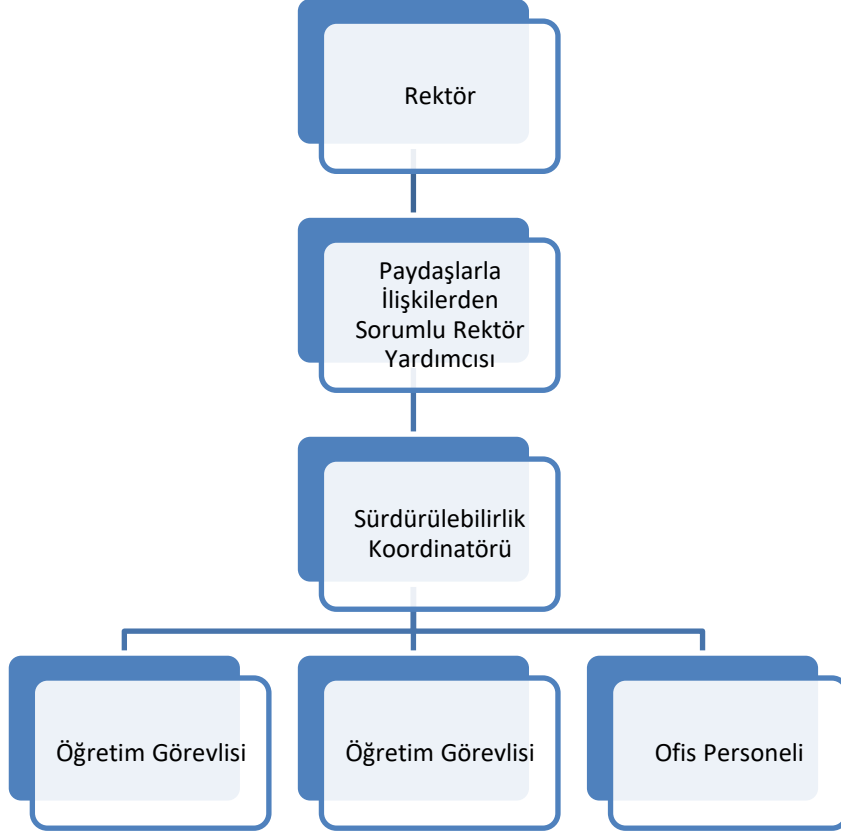 Rektör
Paydaşlarla
İlişkilerden
Sorumlu Rektör
Yardımcısı
Sürdürülebilirlik
Koordinatörü
Öğretim Görevlisi
Öğretim Görevlisi
Ofis Personeli